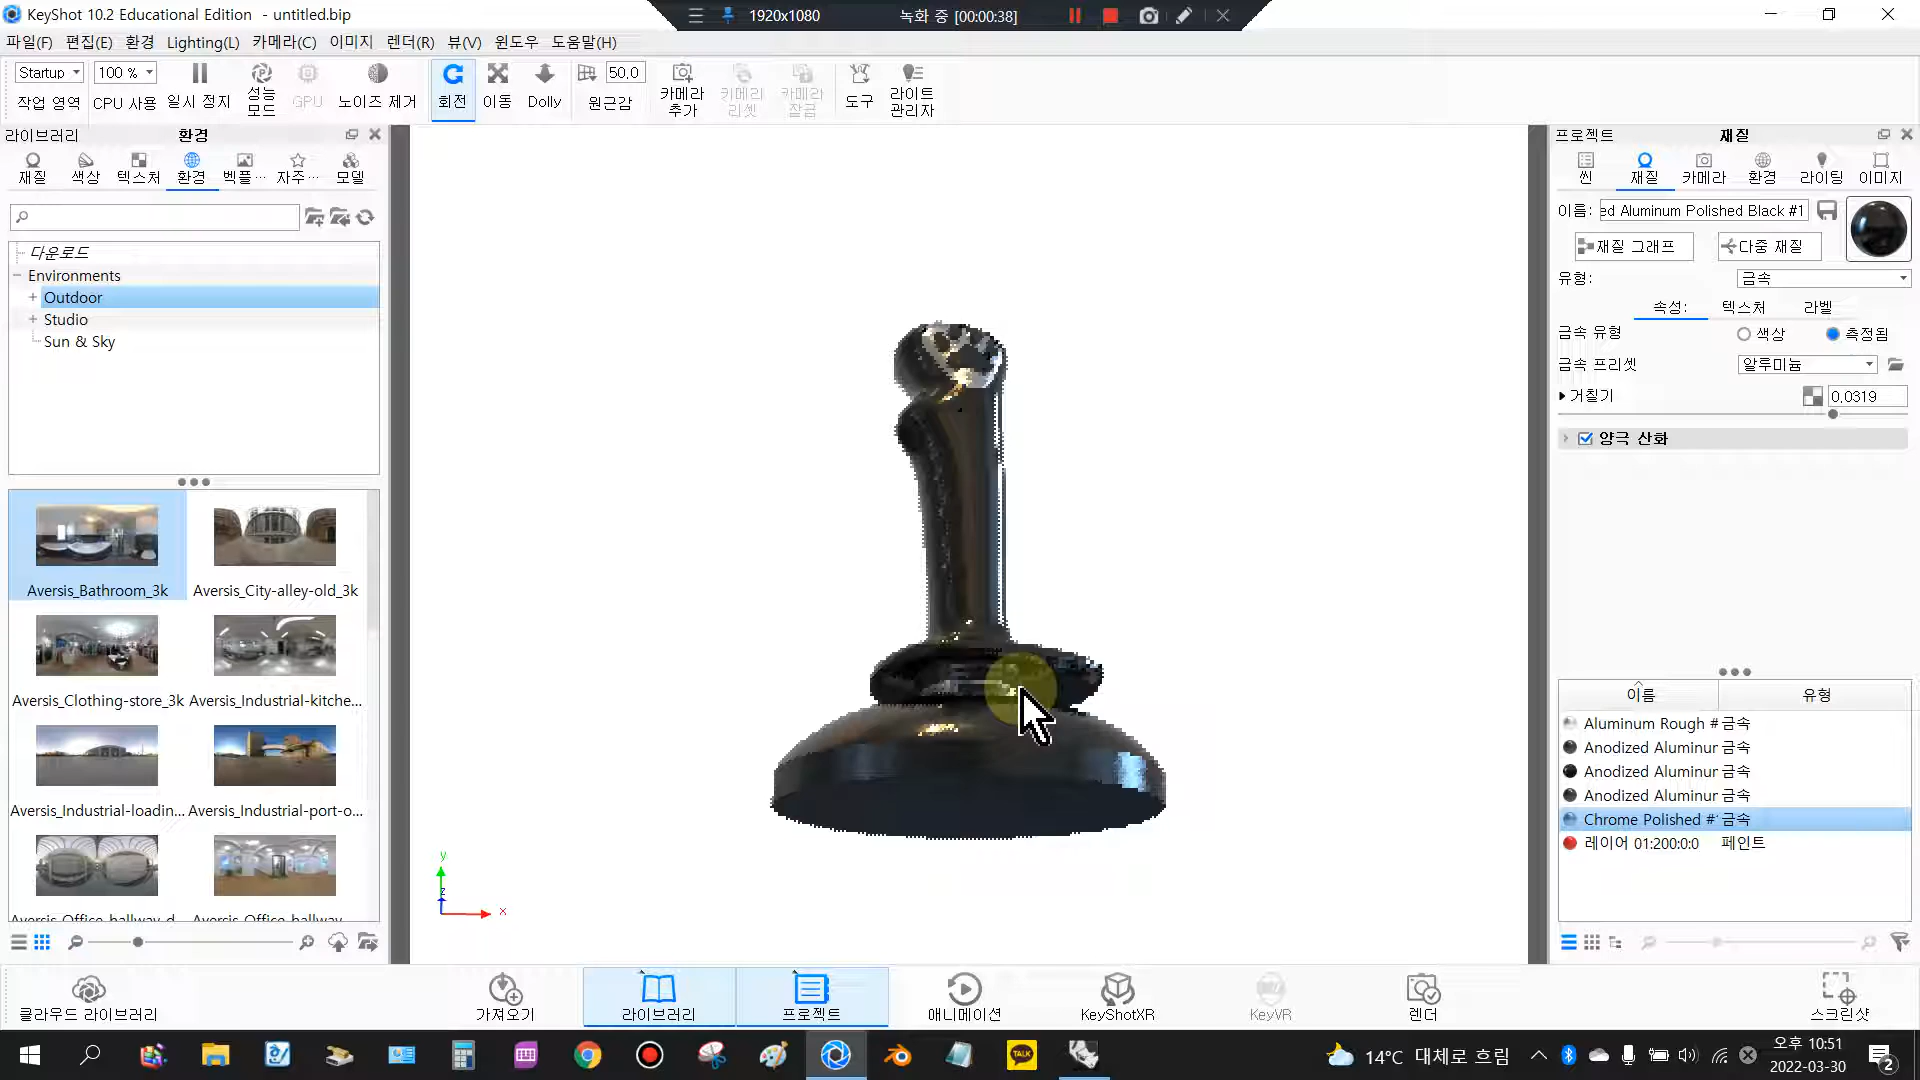 KeyShot 10.2 Educational Edition - untitled.bip
1920x1080
녹화 중 [00:00:38]
파일(F) 편집(E) 환경 Lighting(L) 카메라(C) 이미지 렌더(R) 뷰(V) 윈도우 도움말(H)
Startup
100 %
50.0
작업 영역
CPU 사용
일시 정지
성능
모드
GPU
노이즈 제거
회전
이동
Dolly
원근감
카메라
추가
카메라
리셋
카메라
잠금
도구
라이트
관리자
라이브러리
환경
재질
색상
텍스처
환경
벡플…
자주…
모델
다운로드
Environments
Outdoor
Studio
Sun & Sky
Aversis_Bathroom_3k
Aversis_City-alley-old_3k
Aversis_Clothing-store_3k
Aversis_Industrial-kitche...
Aversis_Industrial-loadin...
Aversis_Industrial-port-o...
Aversis_Office-hallway-d
Aversis_Office-hallway
y
z
x
프로젝트
재질
씬
재질
카메라
환경
라이팅
이미지
이름: ed Aluminum Polished Black #1
재질 그래프
다중 재질
유형:
금속
속성:
텍스처
라벨
금속 유형
색상
측정됨
금속 프리셋
알루미늄
거칠기
0.0319
양극 산화
이름
유형
Aluminum Rough # 금속
Anodized Aluminur 금속
Anodized Aluminur 금속
Anodized Aluminur 금속
Chrome Polished #' 금속
레이어 01:200:0:0 페인트
클라우드 라이브러리
가져오기
라이브러리
프로젝트
애니메이션
KeyShotXR
KeyVR
렌더
스크린샷
TALK
14°C 대체로 흐림
오후 10:51
2022-03-30
2